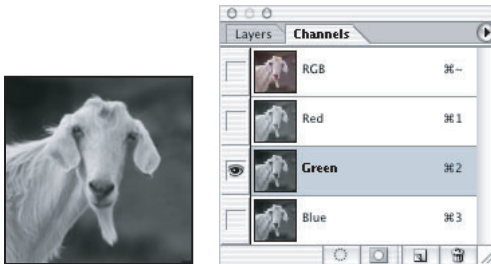 Layers Channels
RGB ⌘~
Red ⌘1
Green ⌘2
Blue ⌘3